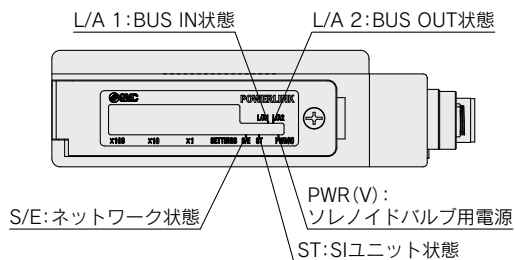 L/A 1:BUS IN状態
L/A 2:BUS OUT状態
SMC
POWERLINK
L/A1 L/A2
X100 X10 X1 SETTINGS S/E ST PWR(V)
PWR(V):
S/E:ネットワーク状態
ソレノイドバルブ用電源
ST:SIユニット状態